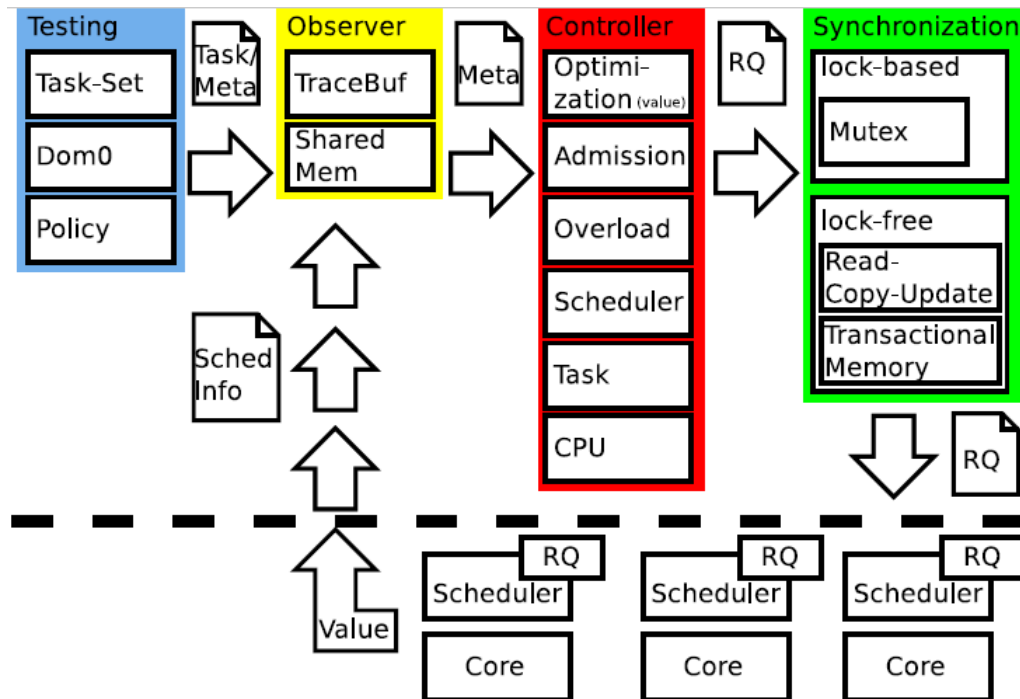 Testing
Task-Set
Dom0
Policy
Task/
Meta
Observer
TraceBuf
Shared
Mem
Meta
Controller
Optimi-
zation (value)
Admission
Overload
Scheduler
Task
CPU
RQ
Synchronization
lock-based
Mutex
lock-free
Read-
Copy-Update
Transactional
Memory
Sched
Info
RQ
Value
RQ
Scheduler
Core
RQ
Scheduler
Core
RQ
Scheduler
Core